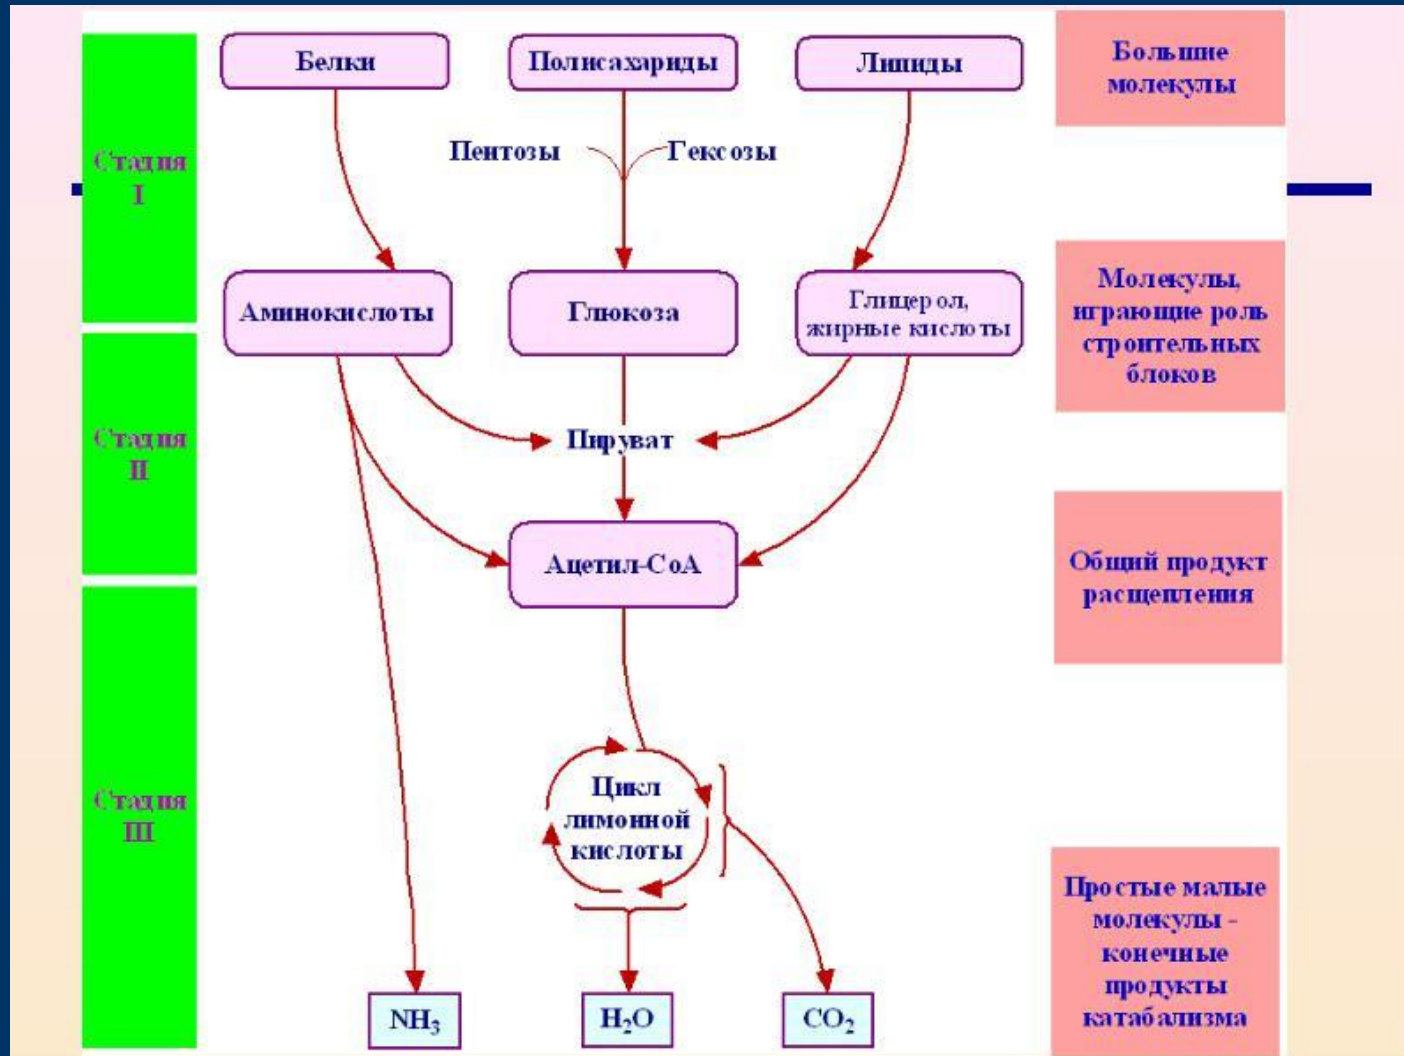 Белки
Полисахариды
Липиды
Большие
молекулы
Стадия
I
Пентозы
Гексозы
Аминокислоты
Глюкоза
Глицерол,
жирные кислоты
Молекулы,
играющие роль
строительных
блоков
Стадия
II
Пируват
Ацетил-СоА
Общий продукт
расщепления
Стадия
III
Цикл
лимонной
кислоты
Простые малые
молекулы -
конечные
продукты
катабализма
NH₃
H₂O
CO₂